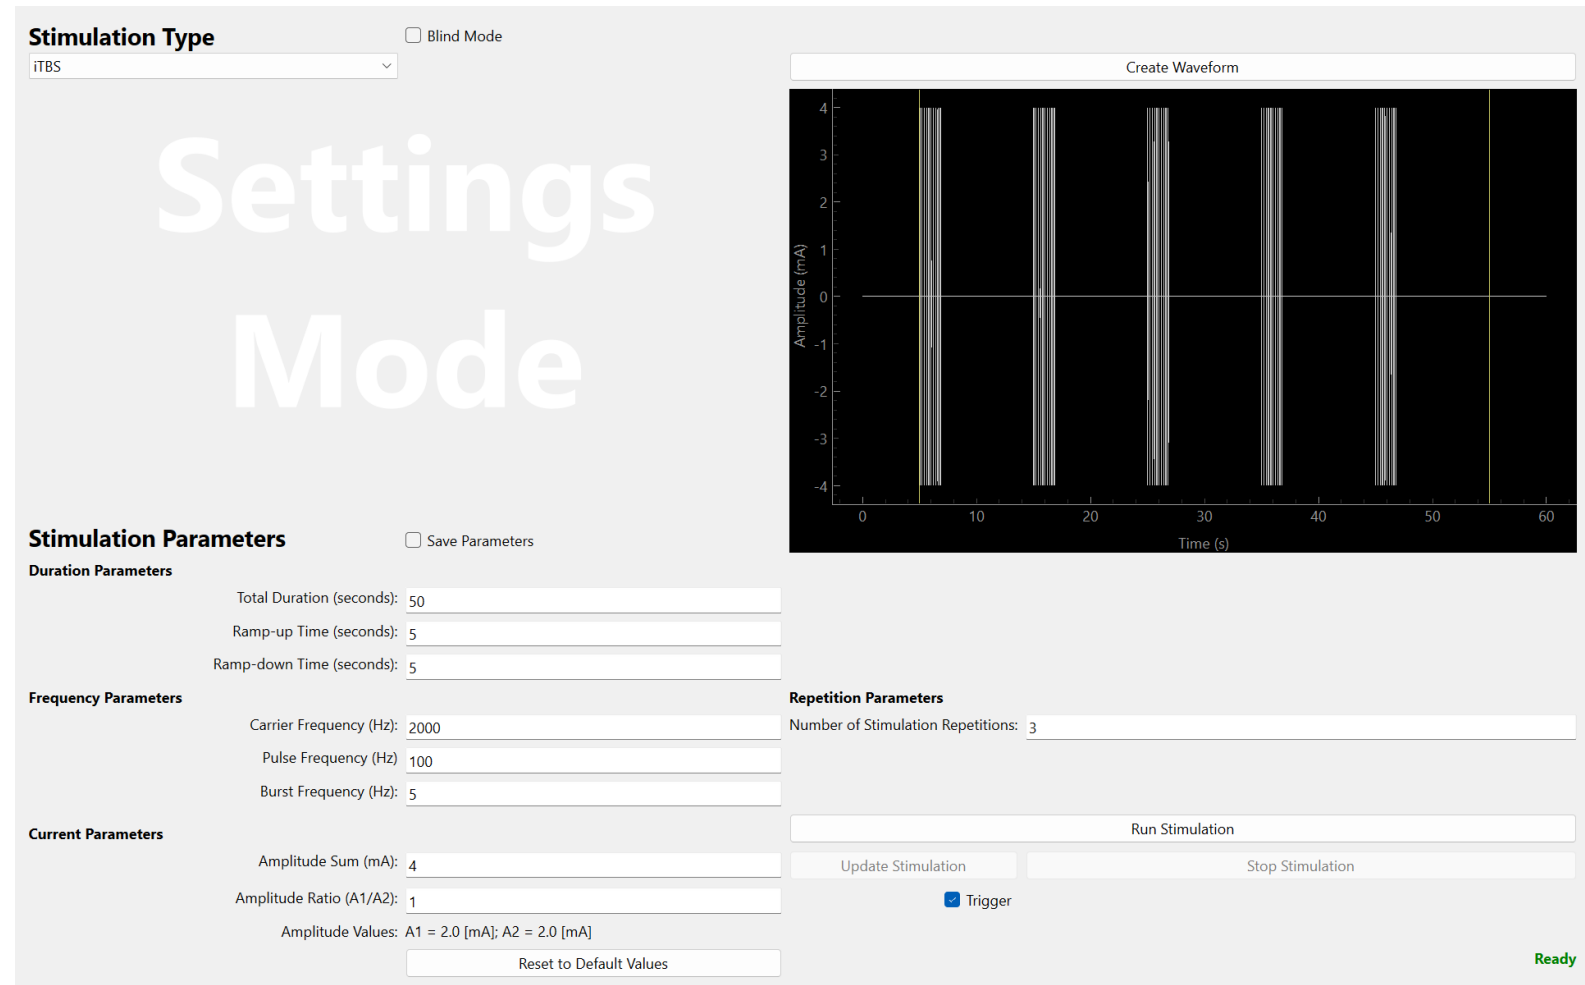 Stimulation Type
Blind Mode
iTBS
Create Waveform
Settings
Mode
4
3
2
1
0
-1
-2
-3
-4
Amplitude (mA)
0 10 20 30 40 50 60
Time (s)
Stimulation Parameters
Save Parameters
Duration Parameters
Total Duration (seconds): 50
Ramp-up Time (seconds): 5
Ramp-down Time (seconds): 5
Frequency Parameters
Carrier Frequency (Hz): 2000
Pulse Frequency (Hz) 100
Burst Frequency (Hz): 5
Repetition Parameters
Number of Stimulation Repetitions: 3
Current Parameters
Amplitude Sum (mA): 4
Amplitude Ratio (A1/A2): 1
Amplitude Values: A1 = 2.0 [mA]; A2 = 2.0 [mA]
Reset to Default Values
Run Stimulation
Update Stimulation
Stop Stimulation
Trigger
Ready